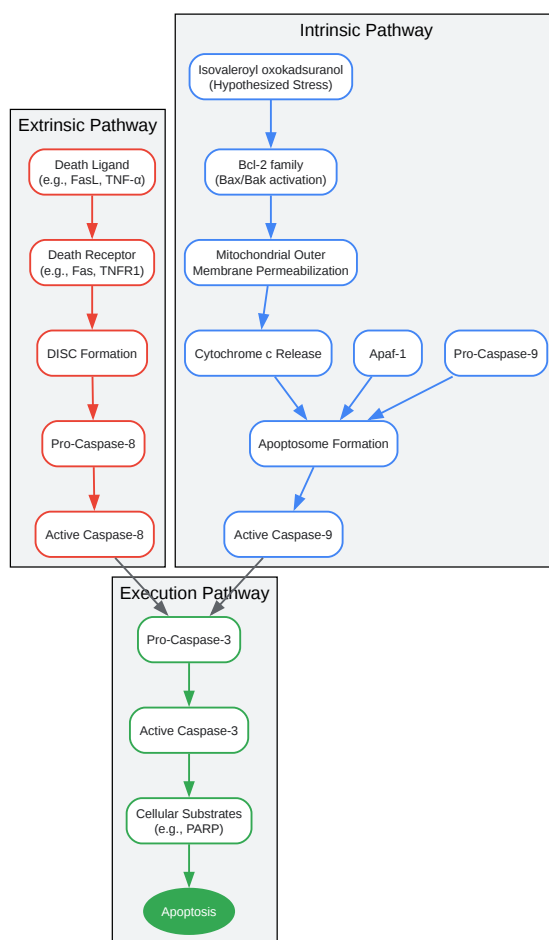 Intrinsic Pathway
Isovaleroyl oxokadsuranol
(Hypothesized Stress)
Bcl-2 family
(Bax/Bak activation)
Mitochondrial Outer
Membrane Permeabilization
Cytochrome c Release
Apaf-1
Pro-Caspase-9
Apoptosome Formation
Active Caspase-9
Extrinsic Pathway
Death Ligand
(e.g., FasL, TNF-α)
Death Receptor
(e.g., Fas, TNFR1)
DISC Formation
Pro-Caspase-8
Active Caspase-8
Execution Pathway
Pro-Caspase-3
Active Caspase-3
Cellular Substrates
(e.g., PARP)
Apoptosis